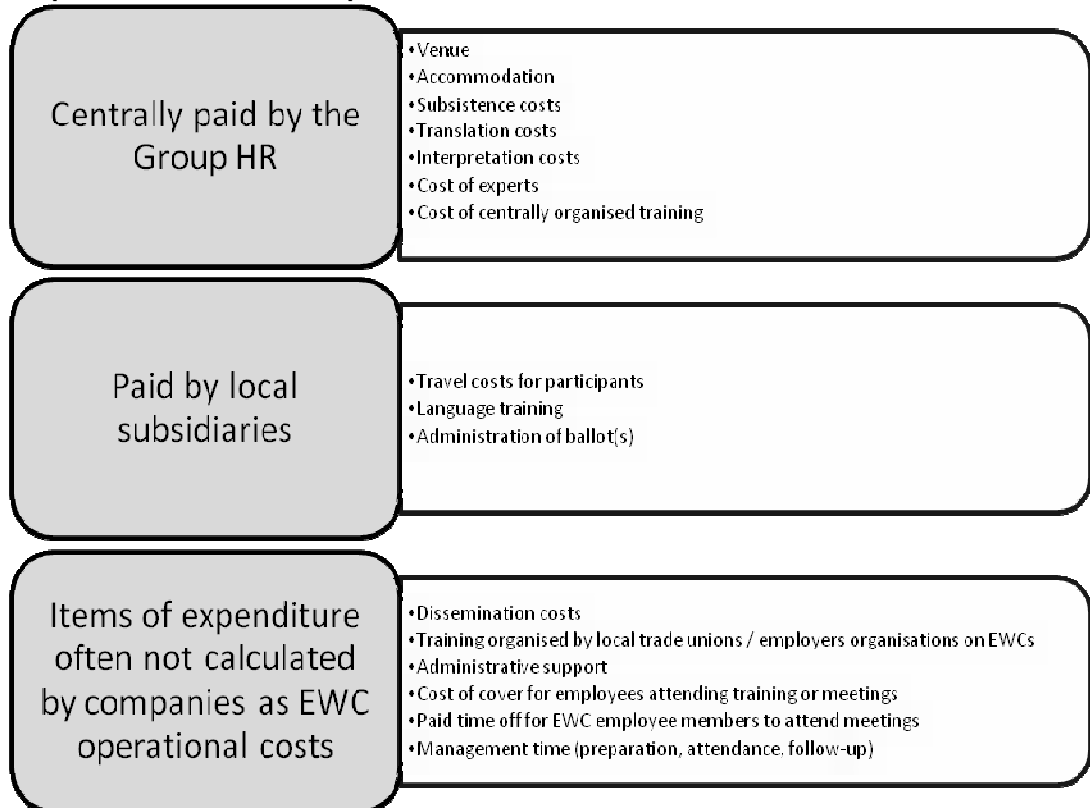 Centrally paid by the
Group HR
•Venue
•Accommodation
•Subsistence costs
•Translation costs
•Interpretation costs
•Cost of experts
•Cost of centrally organised training
Paid by local
subsidiaries
•Travel costs for participants
•Language training
•Administration of ballot(s)
Items of expenditure
often not calculated
by companies as EWC
operational costs
•Dissemination costs
•Training organised by local trade unions / employers organisations on EWCs
•Administrative support
•Cost of cover for employees attending training or meetings
•Paid time off for EWC employee members to attend meetings
•Management time (preparation, attendance, follow-up)